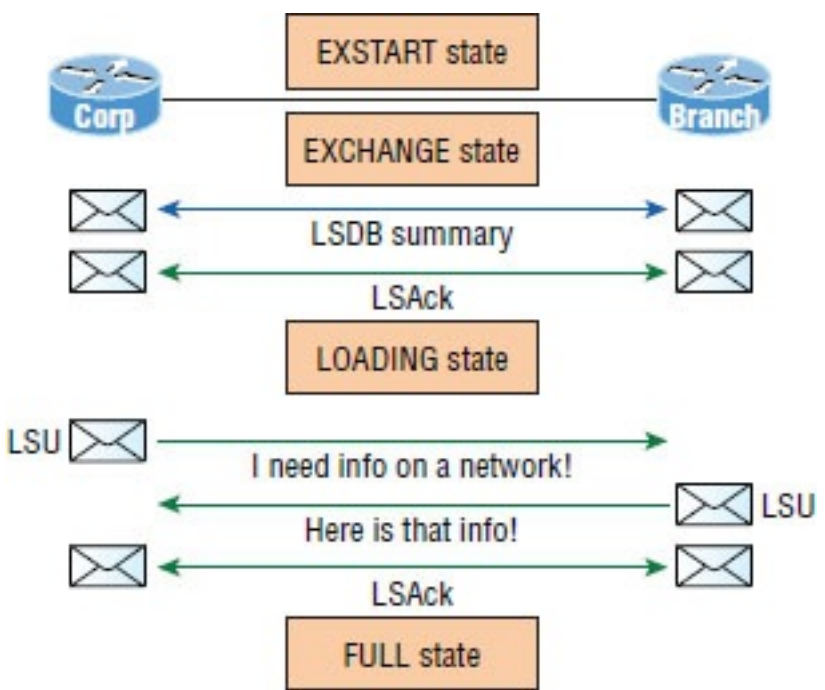 EXSTART state
Corp
Branch
EXCHANGE state
LSDB summary
LSAck
LOADING state
LSU
I need info on a network!
LSU
Here is that info!
LSAck
FULL state